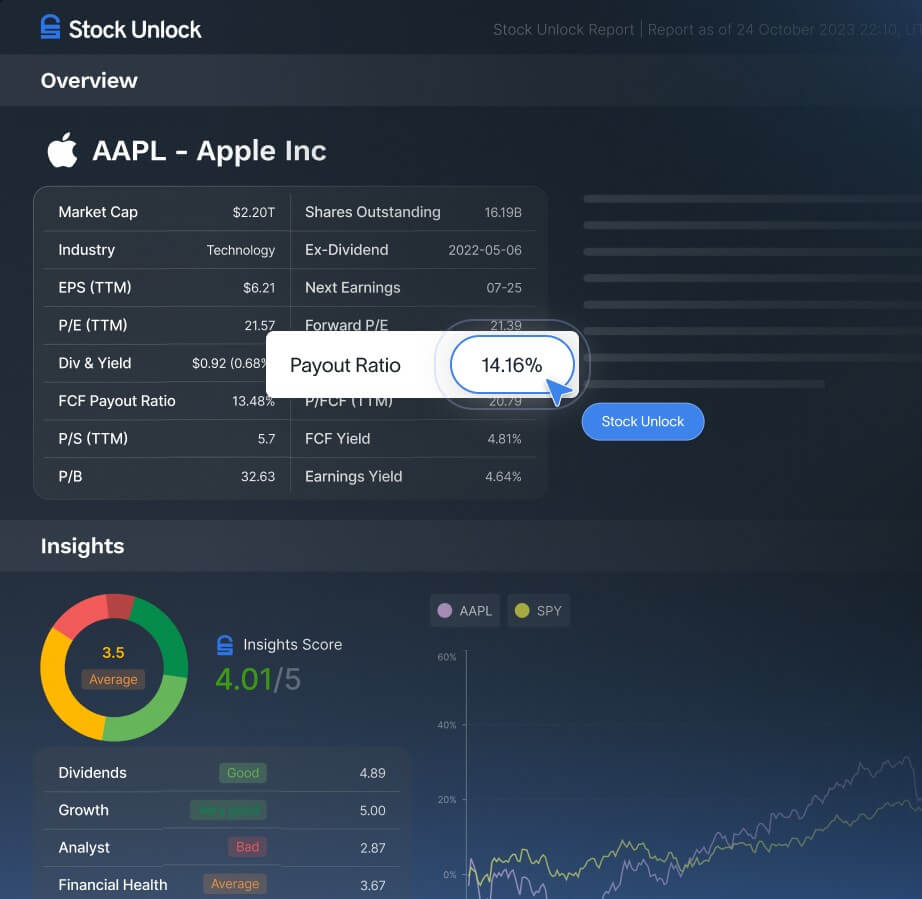 Stock Unlock
Stock Unlock Report | Report as of 24 October 2023 22:10,
Overview
AAPL - Apple Inc
Market Cap $2.20T Shares Outstanding 16.19B
Industry Technology Ex-Dividend 2022-05-06
EPS (TTM) $6.21 Next Earnings 07-25
P/E (TTM) 21.57 Forward P/E 21.39
Div & Yield $0.92 (0.68% Payout Ratio 14.16%
FCF Payout Ratio 13.48% P/FCF (TTM) 20.79
Stock Unlock
P/S (TTM) 5.7 FCF Yield 4.81%
P/B 32.63 Earnings Yield 4.64%
Insights
3.5
Average
Insights Score
4.01/5
AAPL SPY
60%
40%
20%
0%
Dividends Good 4.89
Growth 5.00
Analyst Bad 2.87
Financial Health Average 3.67